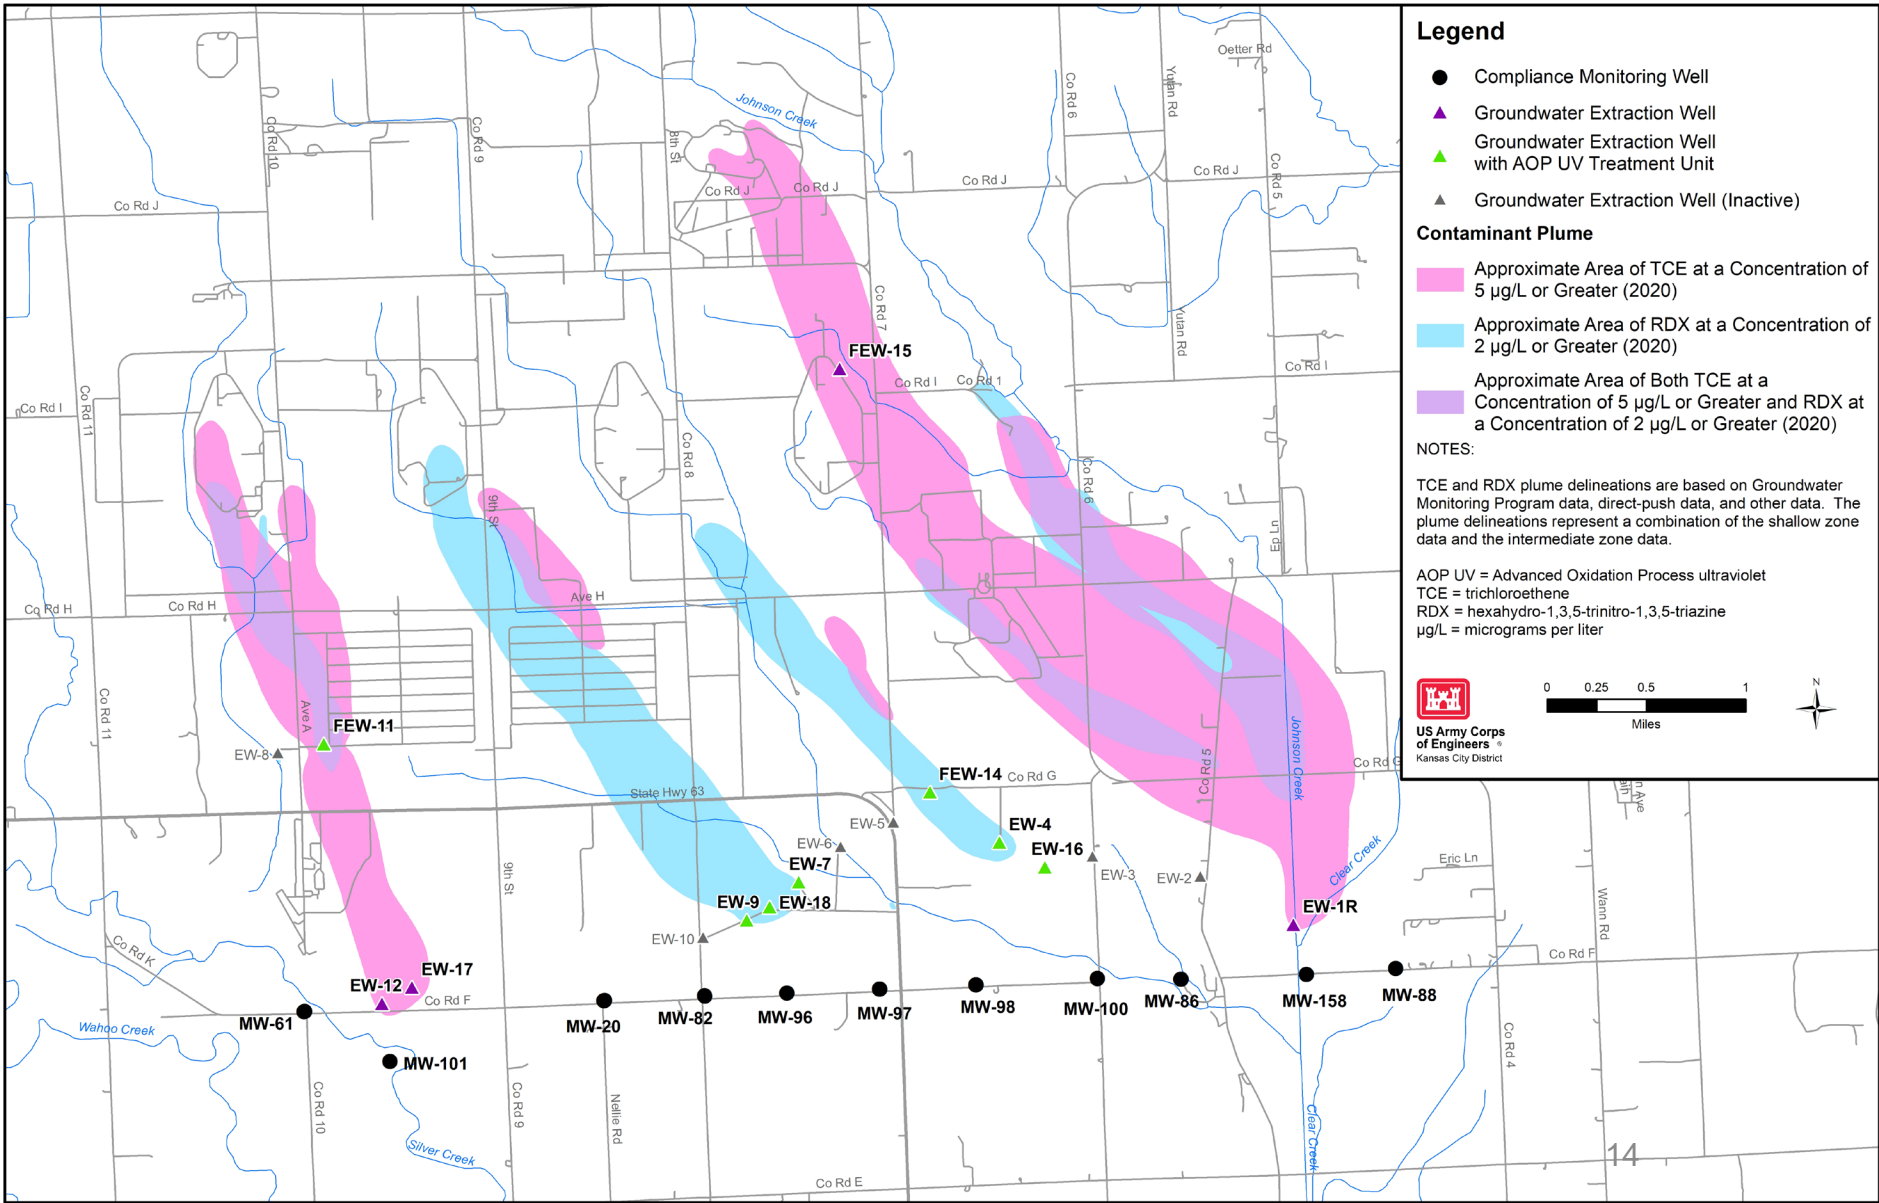 Legend
Compliance Monitoring Well
Groundwater Extraction Well
Groundwater Extraction Well
with AOP UV Treatment Unit
Groundwater Extraction Well (Inactive)
Contaminant Plume
Approximate Area of TCE at a Concentration of
5 µg/L or Greater (2020)
Approximate Area of RDX at a Concentration of
2 µg/L or Greater (2020)
Approximate Area of Both TCE at a
Concentration of 5 µg/L or Greater and RDX at
a Concentration of 2 µg/L or Greater (2020)
NOTES:
TCE and RDX plume delineations are based on Groundwater
Monitoring Program data, direct-push data, and other data. The
plume delineations represent a combination of the shallow zone
data and the intermediate zone data.
AOP UV = Advanced Oxidation Process ultraviolet
TCE = trichloroethene
RDX = hexahydro-1,3,5-trinitro-1,3,5-triazine
µg/L = micrograms per liter
US Army Corps
of Engineers ®
Kansas City District
0 0.25 0.5 1
Miles
N
Oetter Rd
Johnson Creek
Co Rd 10
Co Rd 9
8th St
Co Rd 6
Yutan Rd
Co Rd 5
Co Rd J
Co Rd J
Co Rd J
Co Rd J
Co Rd J
Co Rd 7
Yutan Rd
FEW-15
Co Rd I
Co Rd 11
Co Rd I
Co Rd 1
Co Rd I
Co Rd 8
Co Rd 6
9th St
Ep Ln
Co Rd H
Co Rd H
Ave H
Co Rd 11
Ave A
FEW-11
EW-8
Johnson Creek
Co Rd 5
Co Rd G
FEW-14
Co Rd G
State Hwy 63
EW-5
EW-4
EW-6
EW-16
EW-7
EW-3
EW-2
Clear Creek
Eric Ln
n Ave
9th St
EW-9
EW-18
EW-1R
Wann Rd
EW-10
Co Rd K
EW-17
EW-12
Co Rd F
Co Rd F
MW-61
MW-20
MW-82
MW-96
MW-97
MW-98
MW-100
MW-86
MW-158
MW-88
Wahoo Creek
MW-101
Co Rd 10
Co Rd 9
Nellie Rd
Co Rd 4
Silver Creek
Clear Creek
Co Rd E
14